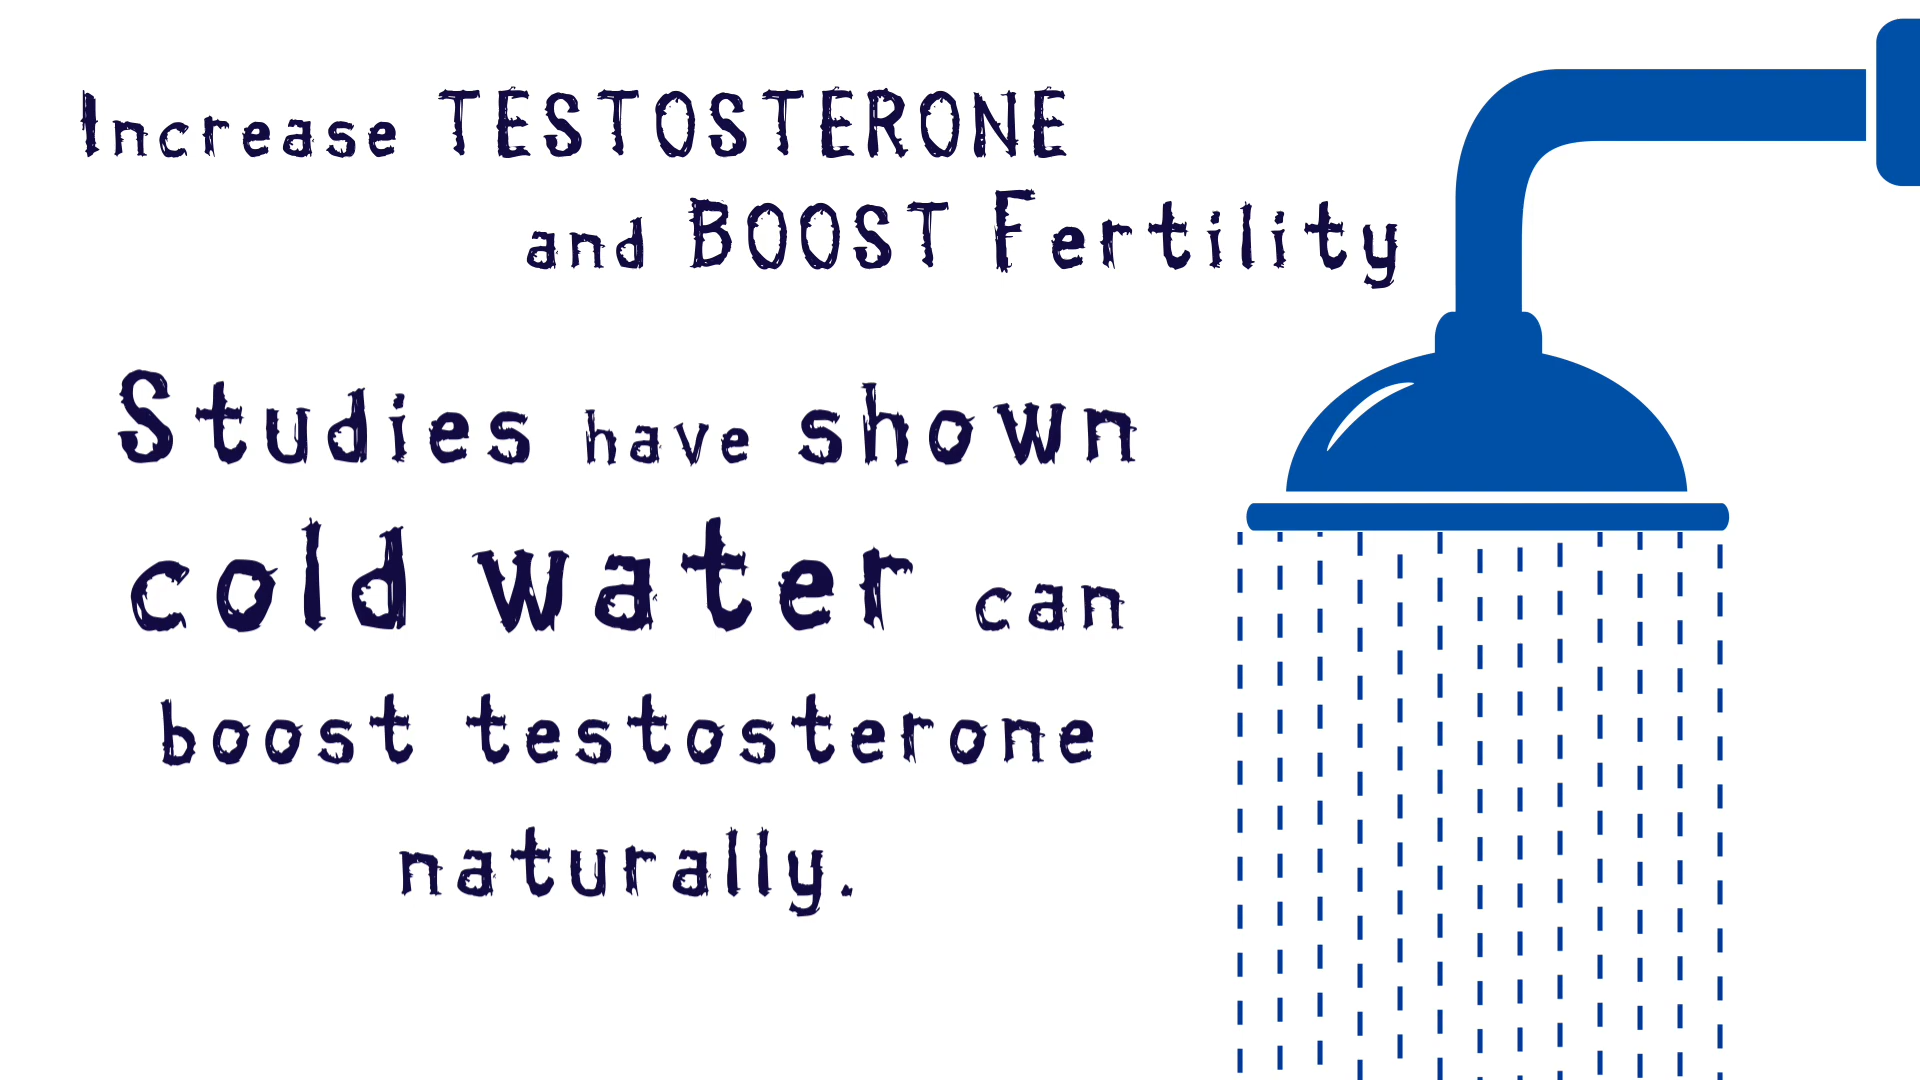 Increase TESTOSTERONE
and BOOST Fertility
Studies have shown
cold water can
boost testosterone
naturally.